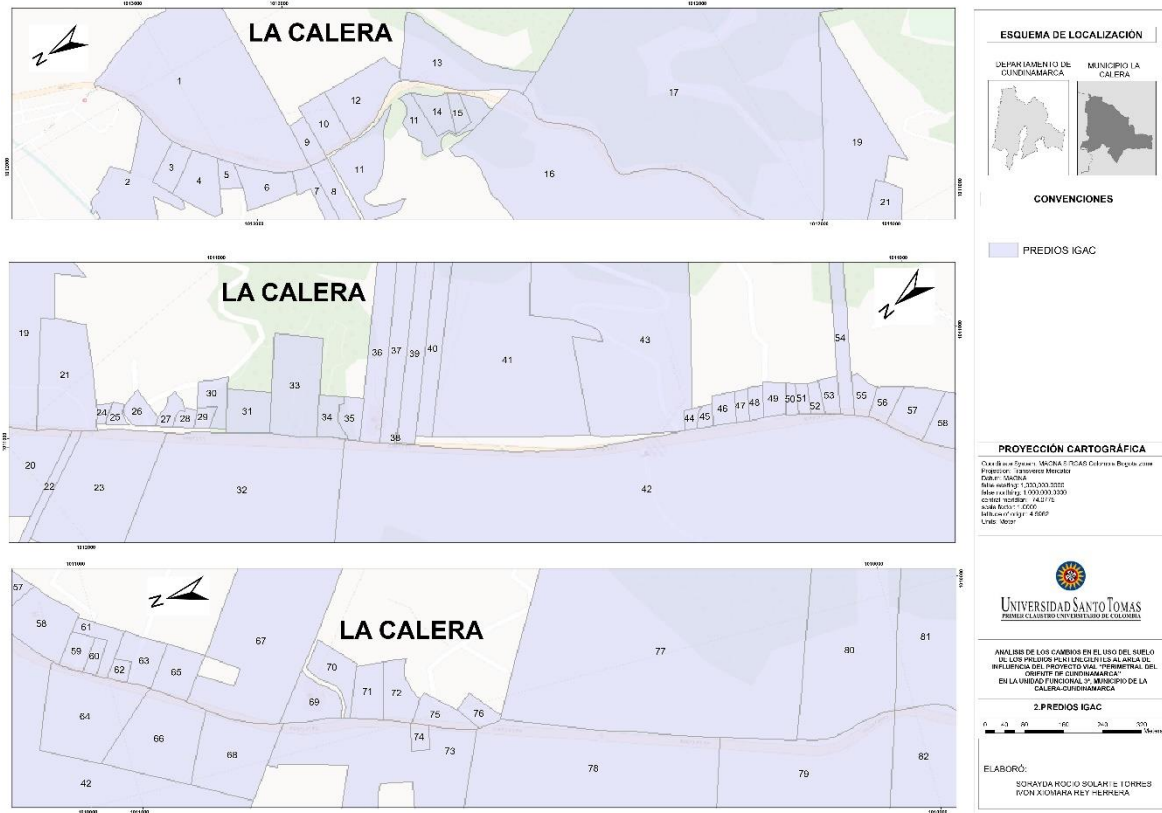 LA CALERA
N
1
2
3
4
5
6
7
8
9
10
11
11
12
13
14
15
16
17
19
21
LA CALERA
N
19
20
21
22
23
24
25
26
27
28
29
30
31
32
33
34
35
36
37
38
39
40
41
42
43
44
45
46
47
48
49
50
51
52
53
54
55
56
57
58
LA CALERA
N
57
58
59
60
61
62
63
64
65
66
42
67
68
69
70
71
72
73
74
75
76
77
78
79
80
81
82
ESQUEMA DE LOCALIZACIÓN
DEPARTAMENTO DE
CUNDINAMARCA
MUNICIPIO LA
CALERA
CONVENCIONES
PREDIOS IGAC
PROYECCIÓN CARTOGRÁFICA
Projection: Transverse Mercator
Datum: MAGNA
Units: Meter
UNIVERSIDAD SANTO TOMAS
PRIMER CLAUSTRO UNIVERSITARIO DE COLOMBIA
ANALISIS DE LOS CAMBIOS EN EL USO DEL SUELO
DE LOS PREDIOS PERTENECIENTES AL AREA DE
INFLUENCIA DEL PROYECTO VIAL "PERIMETRAL DEL
ORIENTE DE CUNDINAMARCA"
EN LA UNIDAD FUNCIONAL 3*, MUNICIPIO DE LA
CALERA-CUNDINAMARCA
2.PREDIOS IGAC
0 40 80 160 240 320
Meters
ELABORÓ:
SORAYDA ROCIO SOLARTE TORRES
IVON XIOMARA REY HERRERA